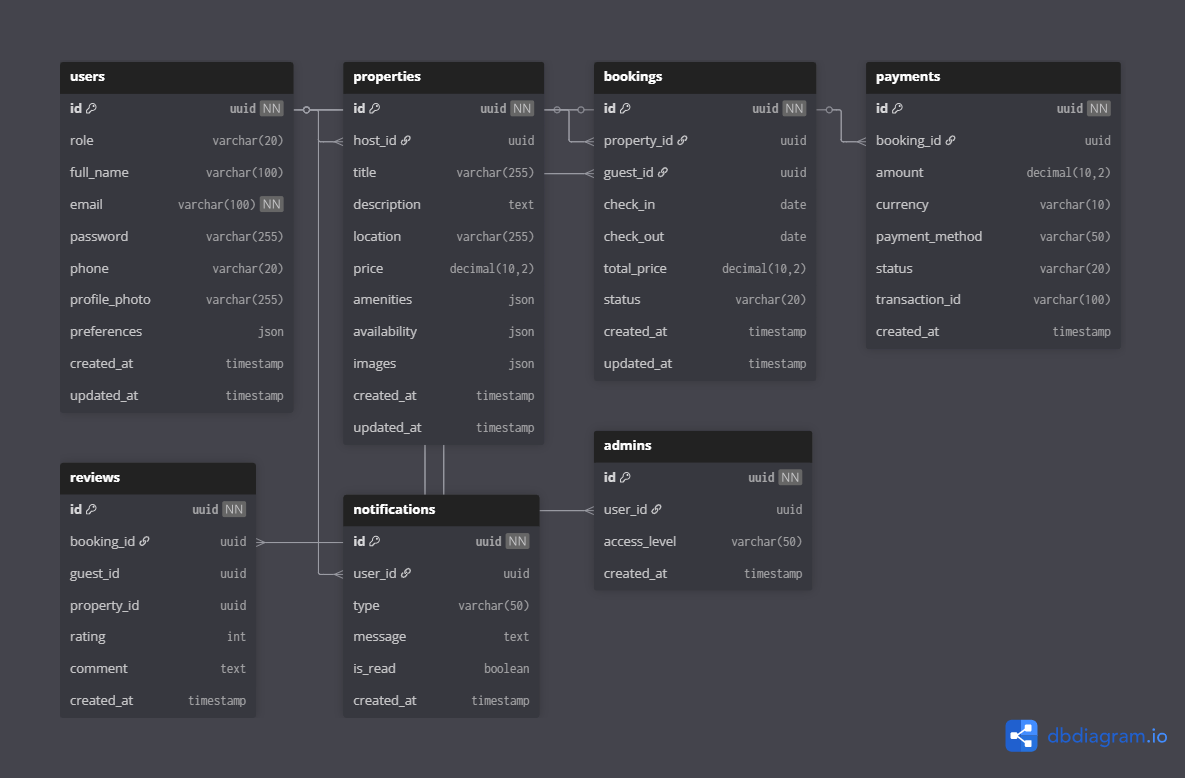 users
id uuid NN
role varchar(20)
full_name varchar(100)
email varchar(100) NN
password varchar(255)
phone varchar(20)
profile_photo varchar(255)
preferences json
created_at timestamp
updated_at timestamp
properties
id uuid NN
host_id uuid
title varchar(255)
description text
location varchar(255)
price decimal(10,2)
amenities json
availability json
images json
created_at timestamp
updated_at timestamp
bookings
id uuid NN
property_id uuid
guest_id uuid
check_in date
check_out date
total_price decimal(10,2)
status varchar(20)
created_at timestamp
updated_at timestamp
payments
id uuid NN
booking_id uuid
amount decimal(10,2)
currency varchar(10)
payment_method varchar(50)
status varchar(20)
transaction_id varchar(100)
created_at timestamp
reviews
id uuid NN
booking_id uuid
guest_id uuid
property_id uuid
rating int
comment text
created_at timestamp
notifications
id uuid NN
user_id uuid
type varchar(50)
message text
is_read boolean
created_at timestamp
admins
id uuid NN
user_id uuid
access_level varchar(50)
created_at timestamp
dbdiagram.io